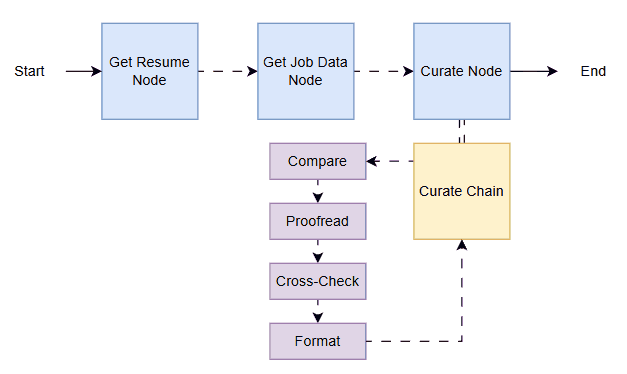 Start
Get Resume
Node
Get Job Data
Node
Curate Node
End
Compare
Curate Chain
Proofread
Cross-Check
Format